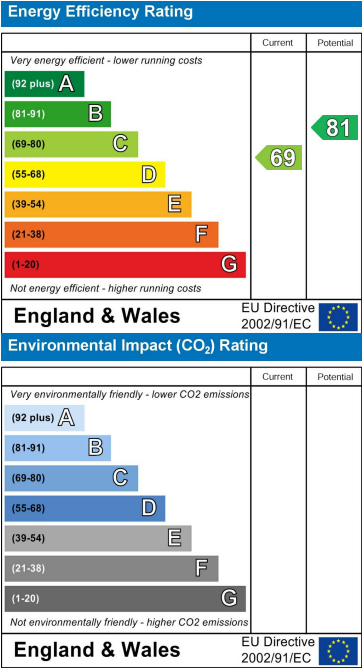 Energy Efficiency Rating
Current Potential
Very energy efficient - lower running costs
(92 plus) A
(81-91) B
81
(69-80) C
69
(55-68) D
(39-54) E
(21-38) F
(1-20) G
Not energy efficient - higher running costs
England & Wales
EU Directive
2002/91/EC
Environmental Impact (CO2) Rating
Current Potential
Very environmentally friendly - lower CO2 emissions
(92 plus) A
(81-91) B
(69-80) C
(55-68) D
(39-54) E
(21-38) F
(1-20) G
Not environmentally friendly - higher CO2 emissions
England & Wales
EU Directive
2002/91/EC